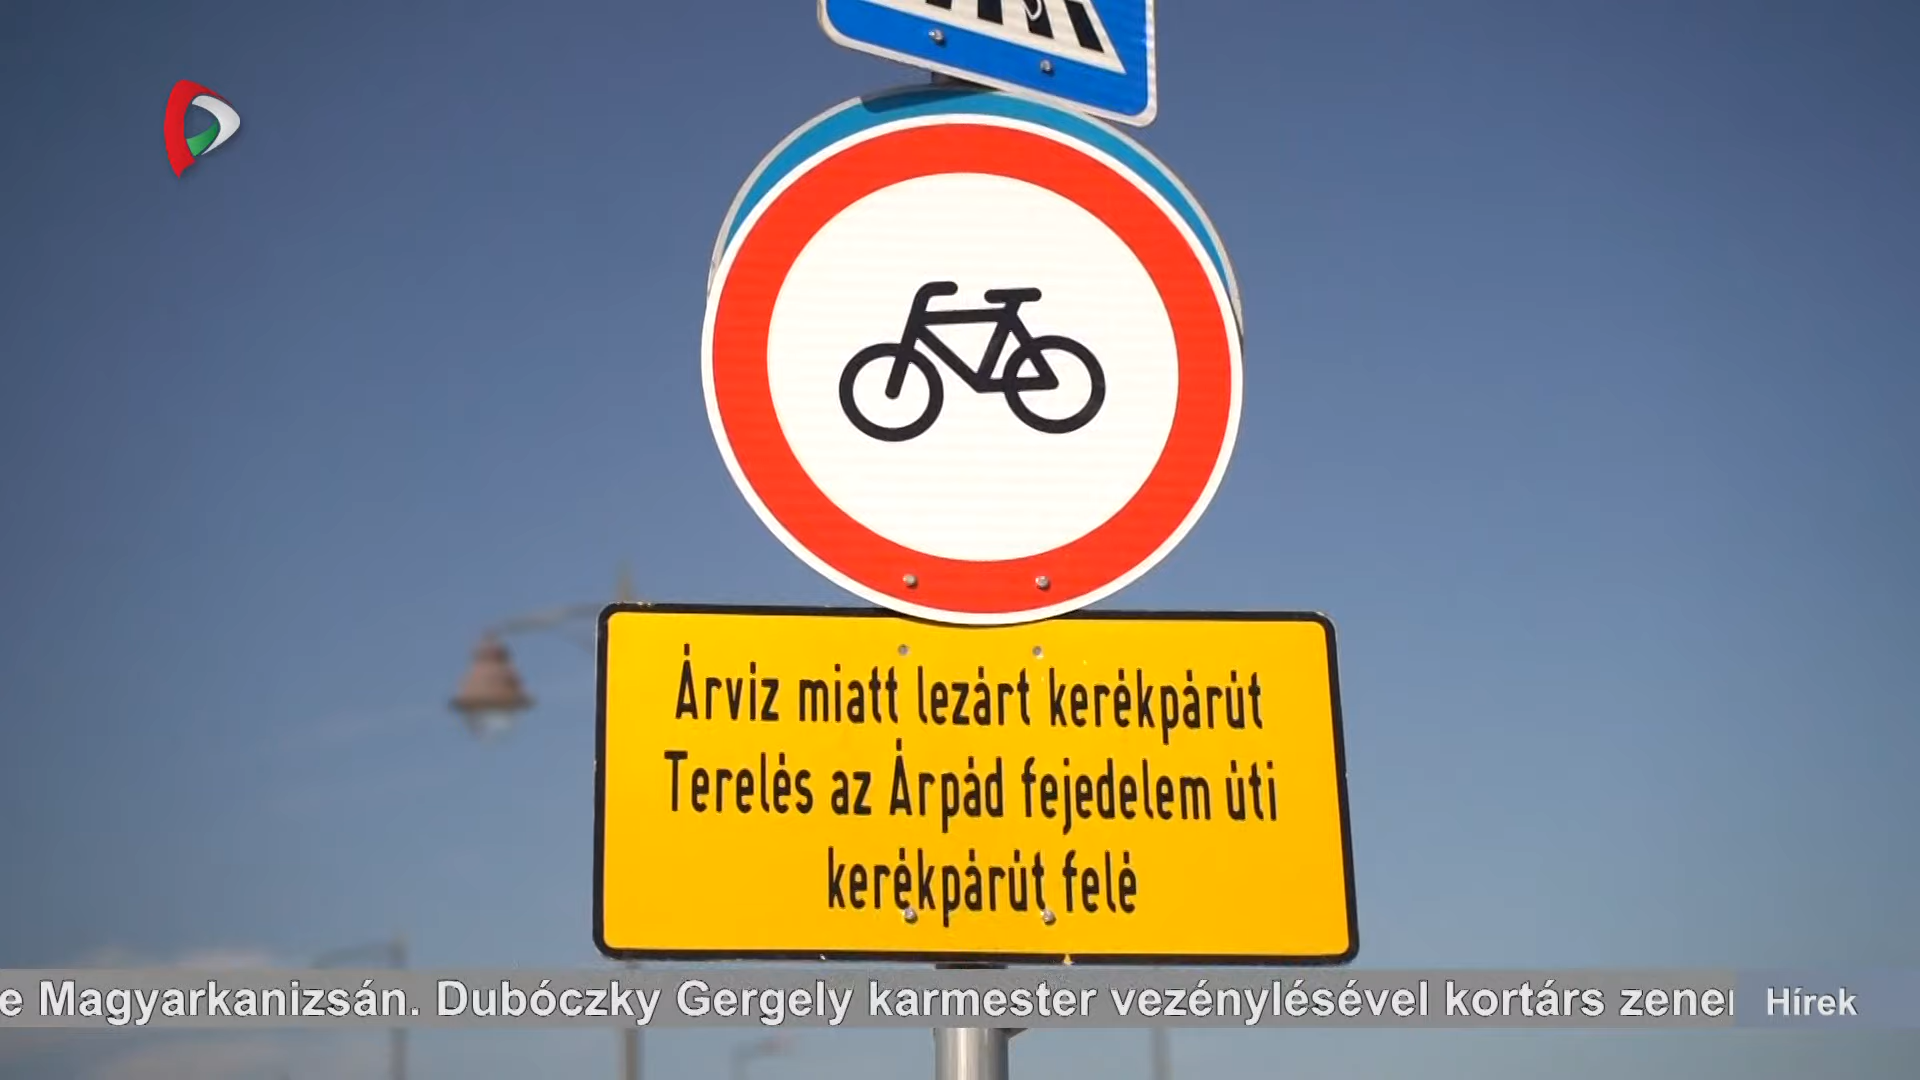 Árviz miatt lezárt kerékpárút
Terelés az Árpád fejedelem úti
kerékpárút felé
e Magyarkanizsán. Dubóczky Gergely karmester vezénylésével kortárs zene
Hírek